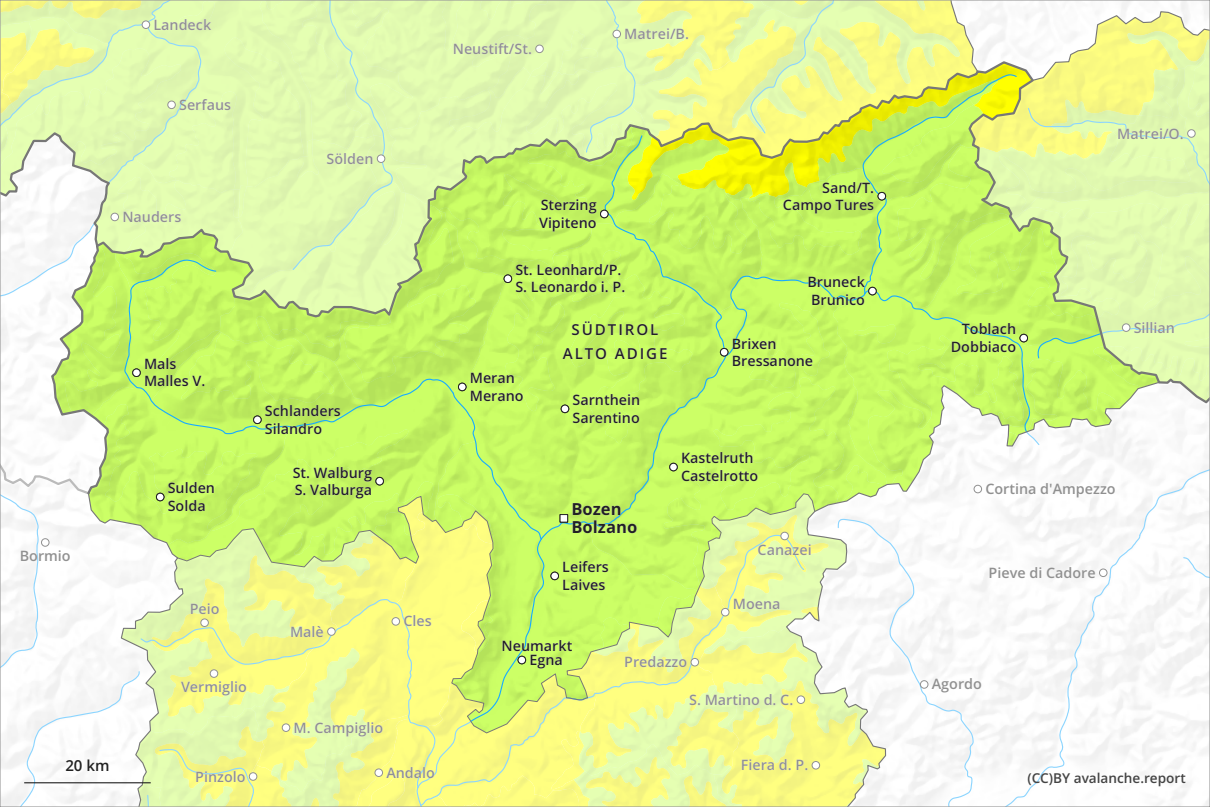 Landeck
Matrei/B.
Neustift/St.
Serfaus
Matrei/O.
Sölden
Sand/T.
Campo Tures
Nauders
Sterzing
Vipiteno
St. Leonhard/P.
S. Leonardo i. P.
Bruneck
Brunico
SÜDTIROL
ALTO ADIGE
Toblach
Dobbiaco
Sillian
Brixen
Bressanone
Mals
Malles V.
Meran
Merano
Sarnthein
Sarentino
Schlanders
Silandro
Kastelruth
Castelrotto
St. Walburg
S. Valburga
Sulden
Solda
Cortina d'Ampezzo
Bozen
Bolzano
Bormio
Canazei
Leifers
Laives
Pieve di Cadore
Peio
Moena
Cles
Malè
Neumarkt
Egna
Predazzo
Vermiglio
Agordo
S. Martino d. C.
M. Campiglio
Fiera d. P.
Andalo
Pinzolo
20 km
(CC)BY avalanche.report